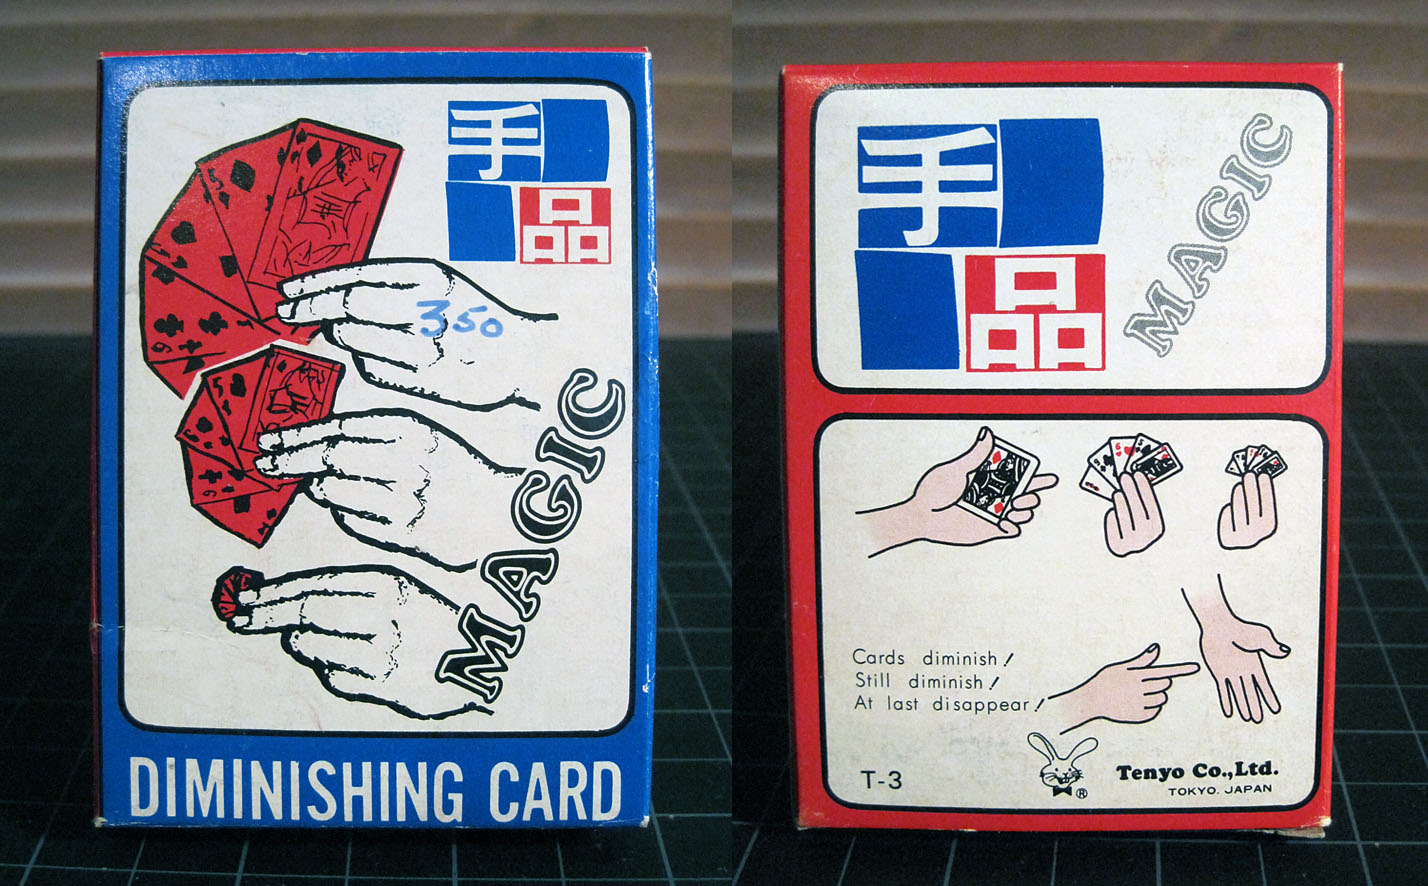 手
品
350
MAGIC
DIMINISHING CARD
手
品
MAGIC
Cards diminish!
Still diminish!
At last disappear!
T-3
®
Tenyo Co.,Ltd.
TOKYO. JAPAN